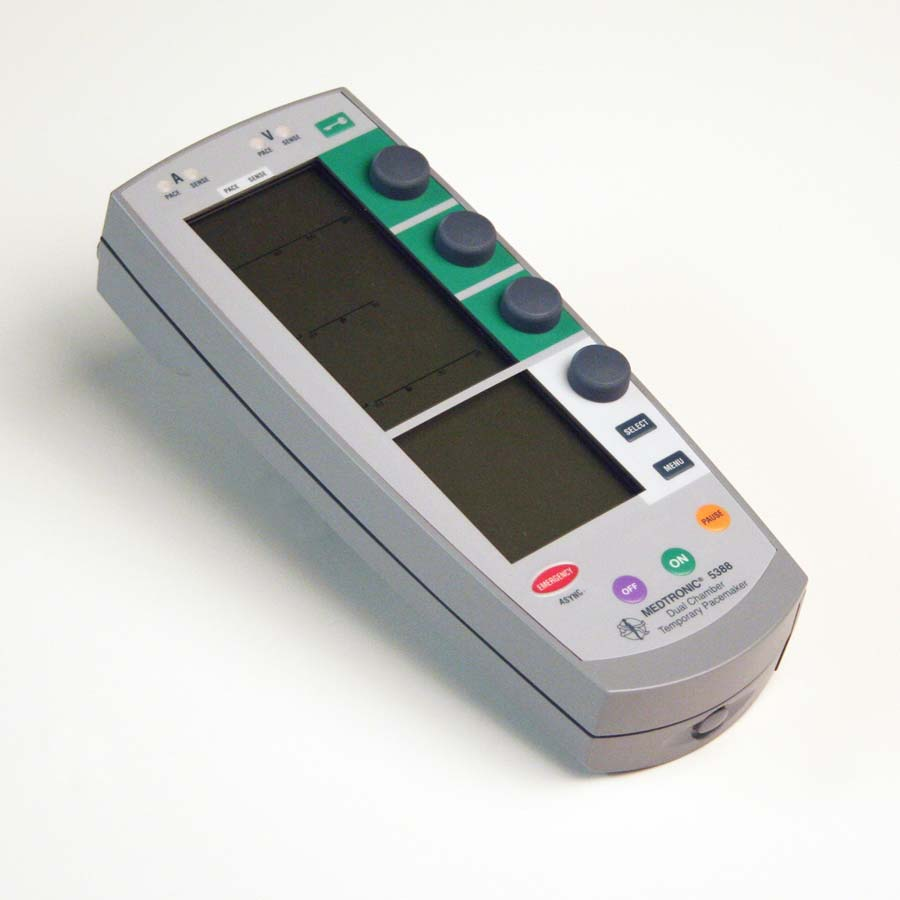 A
PACE SENSE
V
PACE SENSE
PACE SENSE
SELECT
MENU
PAUSE
ON
OFF
EMERGENCY
ASYNC.
MEDTRONIC® 5388
Dual Chamber
Temporary Pacemaker